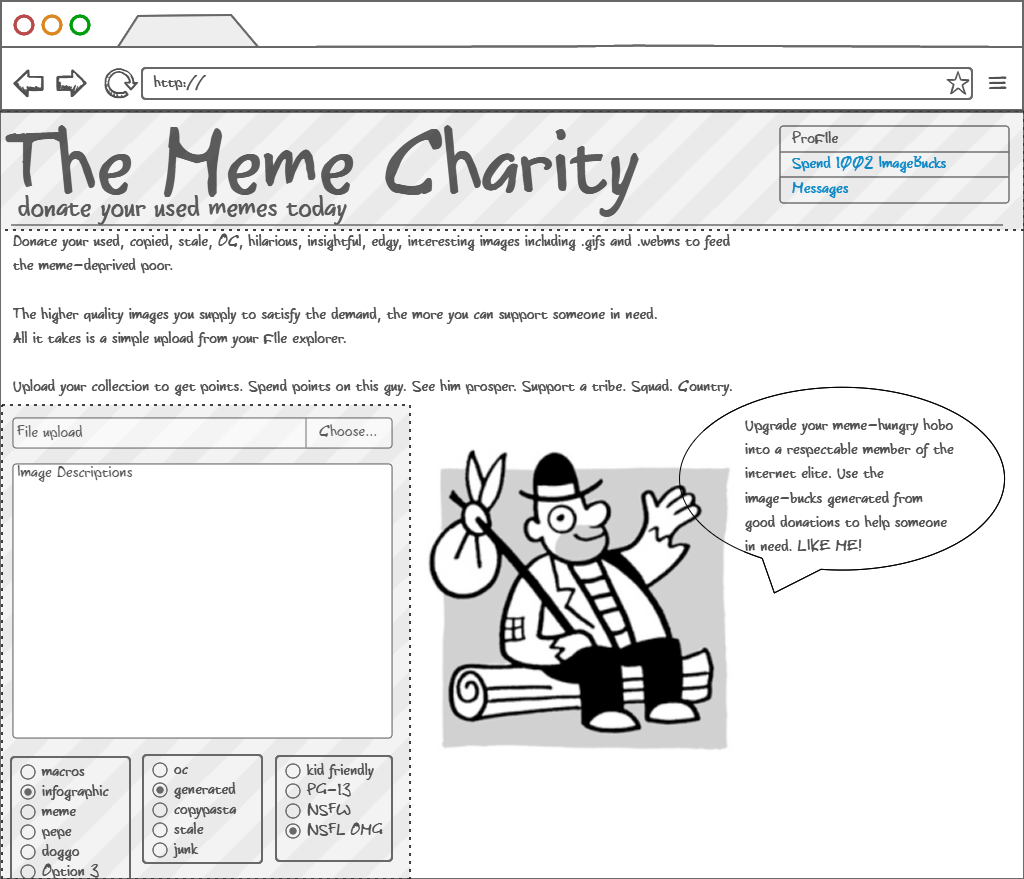 http://
The Meme Charity
donate your used memes today
Profile
Spend 1002 ImageBucks
Messages
Donate your used, copied, stale, OC, hilarious, insightful, edgy, interesting images including .gifs and .webms to feed
the meme-deprived poor.
The higher quality images you supply to satisfy the demand, the more you can support someone in need.
All it takes is a simple upload from your file explorer.
Upload your collection to get points. Spend points on this guy. See him prosper. Support a tribe. Squad. Country.
File upload
Choose...
Image Descriptions
Upgrade your meme-hungry hobo
into a respectable member of the
internet elite. Use the
image-bucks generated from
good donations to help someone
in need. LIKE ME!
macros
infographic
meme
pepe
doggo
Option 3
oc
generated
copypasta
stale
junk
kid friendly
PG-13
NSFW
NSFL OMG